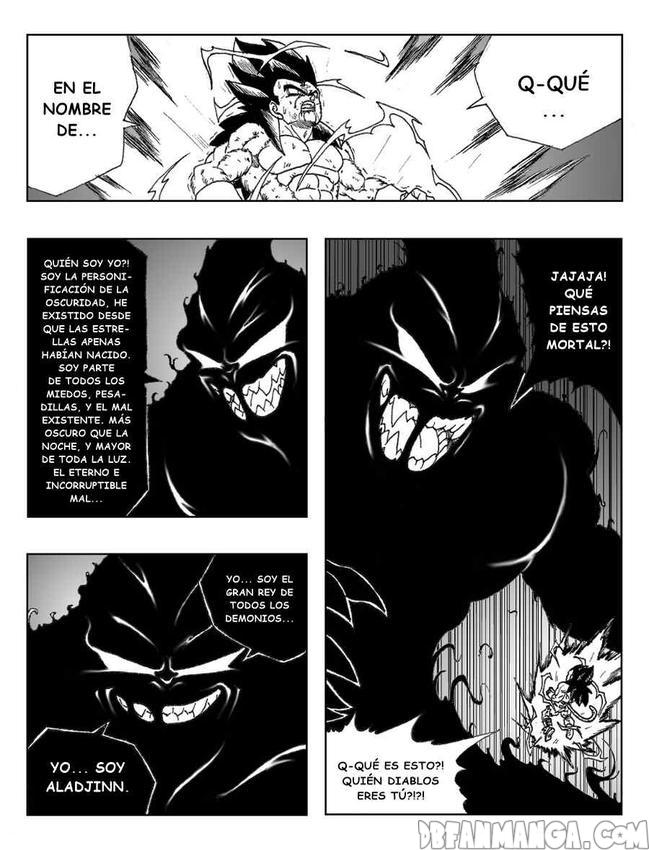 Q-QUÉ
...
EN EL
NOMBRE
DE...
JAJAJA!
QUÉ
PIENSAS
DE ESTO
MORTAL?!
Q-QUÉ ES ESTO?!
QUIÉN DIABLOS
ERES TÚ?!?!
QUIÉN SOY YO?!
SOY LA PERSONI-
FICACIÓN DE LA
OSCURIDAD, HE
EXISTIDO DESDE
QUE LAS ESTRE-
LLAS APENAS
HABÍAN NACIDO.
SOY PARTE
DE TODOS LOS
MIEDOS, PESA-
DILLAS, Y EL MAL
EXISTENTE. MÁS
OSCURO QUE LA
NOCHE, Y MAYOR
DE TODA LA LUZ.
EL ETERNO E
INCORRUPTIBLE
MAL...
YO... SOY EL
GRAN REY DE
TODOS LOS
DEMONIOS...
YO... SOY
ALADJINN.
DBFANMANGA.COM